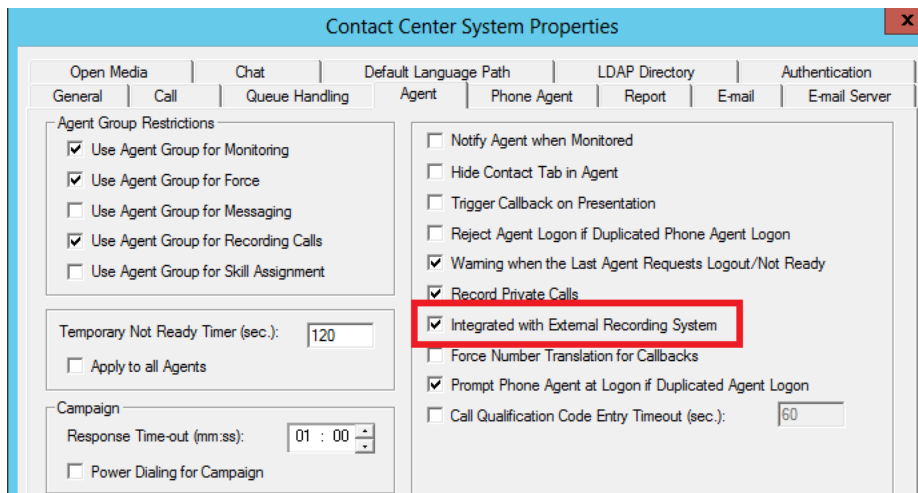 Contact Center System Properties
x
Open Media Chat Default Language Path LDAP Directory Authentication
General Call Queue Handling Agent Phone Agent Report E-mail E-mail Server
Agent Group Restrictions
Use Agent Group for Monitoring
Use Agent Group for Force
Use Agent Group for Messaging
Use Agent Group for Recording Calls
Use Agent Group for Skill Assignment
Temporary Not Ready Timer (sec.): 120
Apply to all Agents
Campaign
Response Time-out (mm:ss): 01 : 00
Power Dialing for Campaign
Notify Agent when Monitored
Hide Contact Tab in Agent
Trigger Callback on Presentation
Reject Agent Logon if Duplicated Phone Agent Logon
Warning when the Last Agent Requests Logout/Not Ready
Record Private Calls
Integrated with External Recording System
Force Number Translation for Callbacks
Prompt Phone Agent at Logon if Duplicated Agent Logon
Call Qualification Code Entry Timeout (sec.): 60